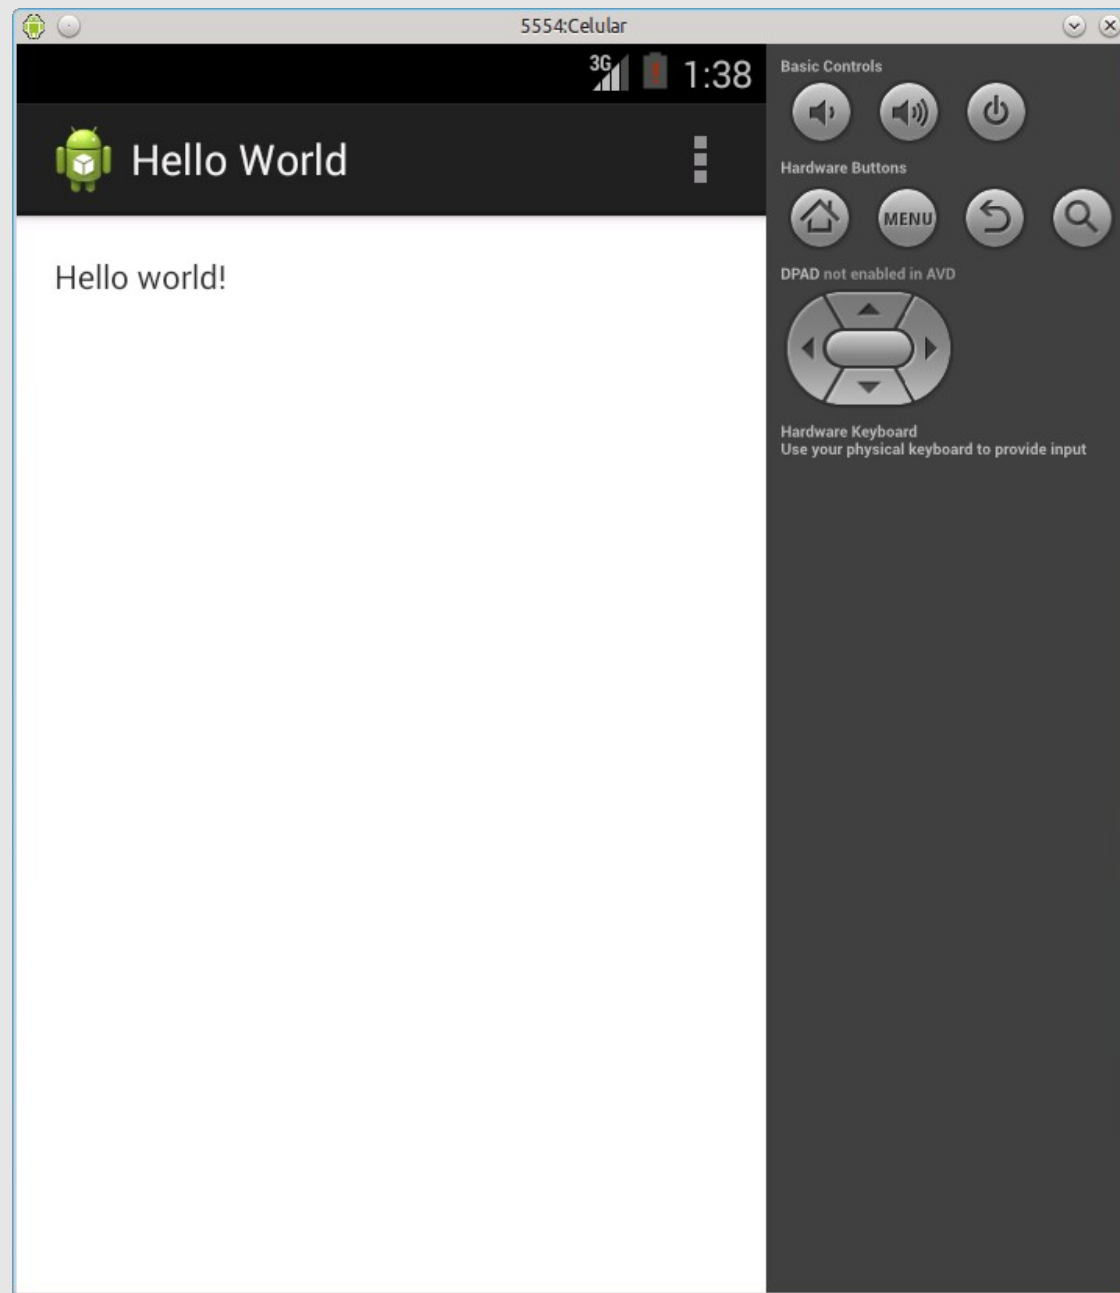 5554:Celular
3G 1:38
Hello World
Hello world!
Basic Controls
Hardware Buttons
MENU
DPAD not enabled in AVD
Hardware Keyboard
Use your physical keyboard to provide input